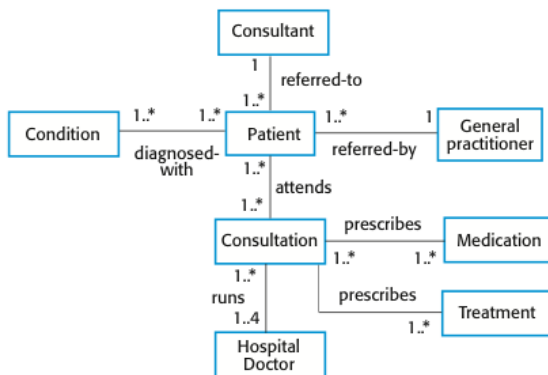 Consultant
1
referred-to
1..*
1..*
1..*
1..*
1
Condition
Patient
General
practitioner
diagnosed-
with
referred-by
1..*
attends
1..*
prescribes
Consultation
Medication
1..*
1..*
1..*
runs
prescribes
Treatment
1..4
1..*
Hospital
Doctor